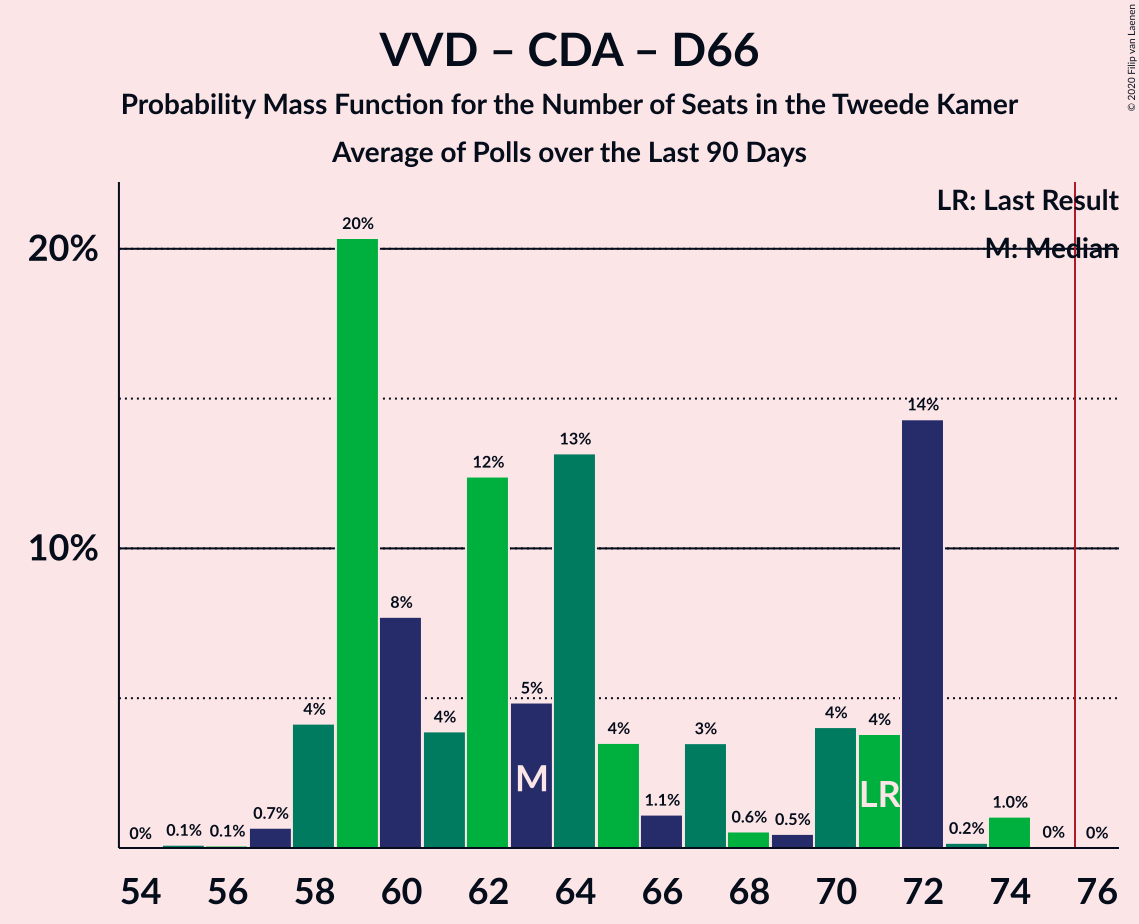 VVD – CDA – D66
Probability Mass Function for the Number of Seats in the Tweede Kamer
Average of Polls over the Last 90 Days
© 2020 Filip van Laenen
LR: Last Result
M: Median
20%
10%
0% 0.1% 0.1% 0.7% 4% 20% 8% 4% 12% 5% 13% 4% 1.1% 3% 0.6% 0.5% 4% 4% 14% 0.2% 1.0% 0% 0%
M LR
54 56 58 60 62 64 66 68 70 72 74 76